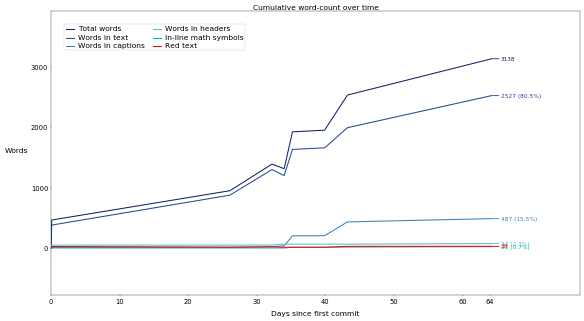 Cumulative word-count over time
Total words
Words in text
Words in captions
Words in headers
In-line math symbols
Red text
3000
2000
1000
0
Words
3138
2527 (80.5%)
487 (15.5%)
(0.7%)
0 10 20 30 40 50 60 64
Days since first commit